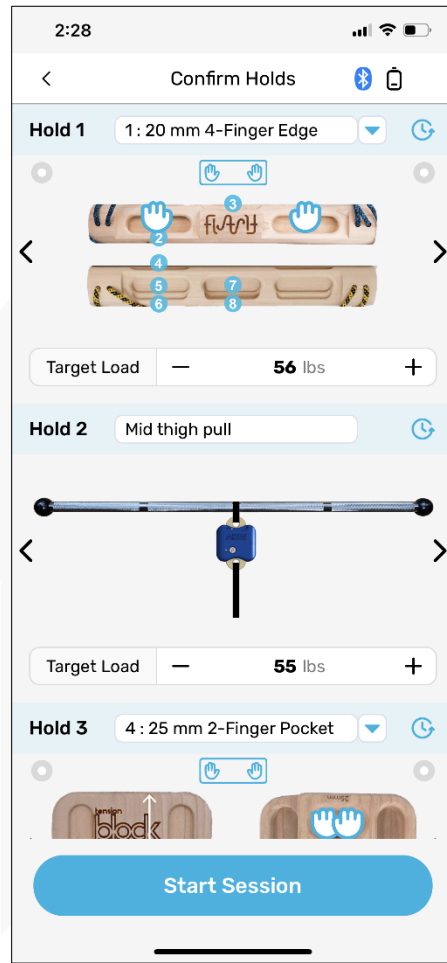 2:28
Confirm Holds
Hold 1 1 : 20 mm 4-Finger Edge
3
2
4
5 7
6 8
Target Load — 56 lbs +
Hold 2 Mid thigh pull
Target Load — 55 lbs +
Hold 3 4 : 25 mm 2-Finger Pocket
tension
block
25mm
Start Session